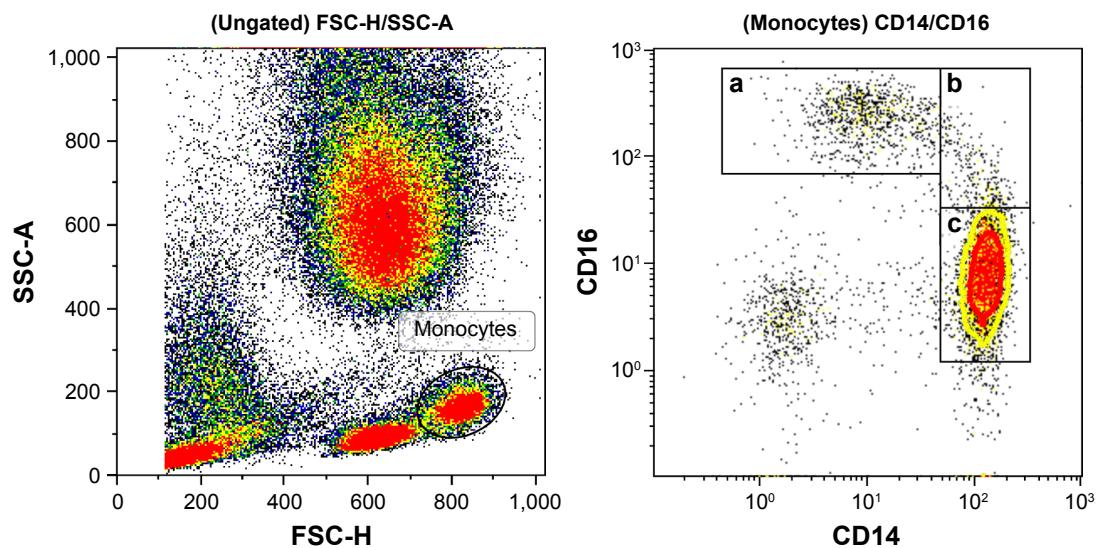 (Ungated) FSC-H/SSC-A
1,000
800
600
400
200
0
SSC-A
Monocytes
0 200 400 600 800 1,000
FSC-H
(Monocytes) CD14/CD16
10³
10²
10¹
10⁰
CD16
a
b
c
10⁰ 10¹ 10² 10³
CD14